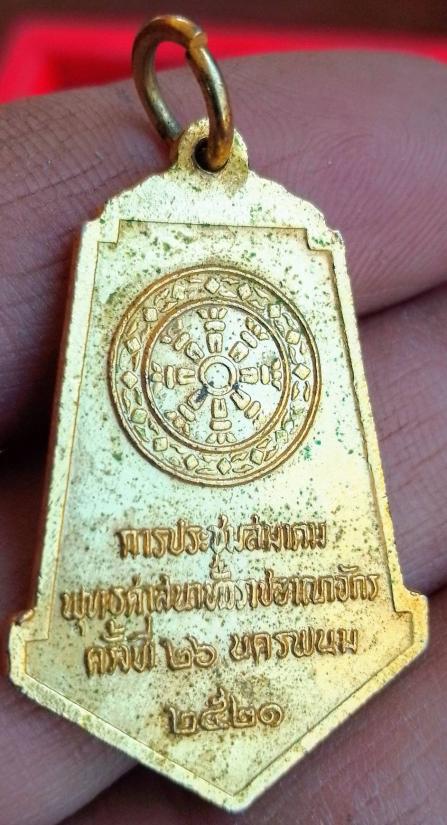 การประชุมสมาคม
พุทธศาสนาทั่วราชอาณาจักร
ครั้งที่ ๒๖ นครพนม
๒๕๒๑